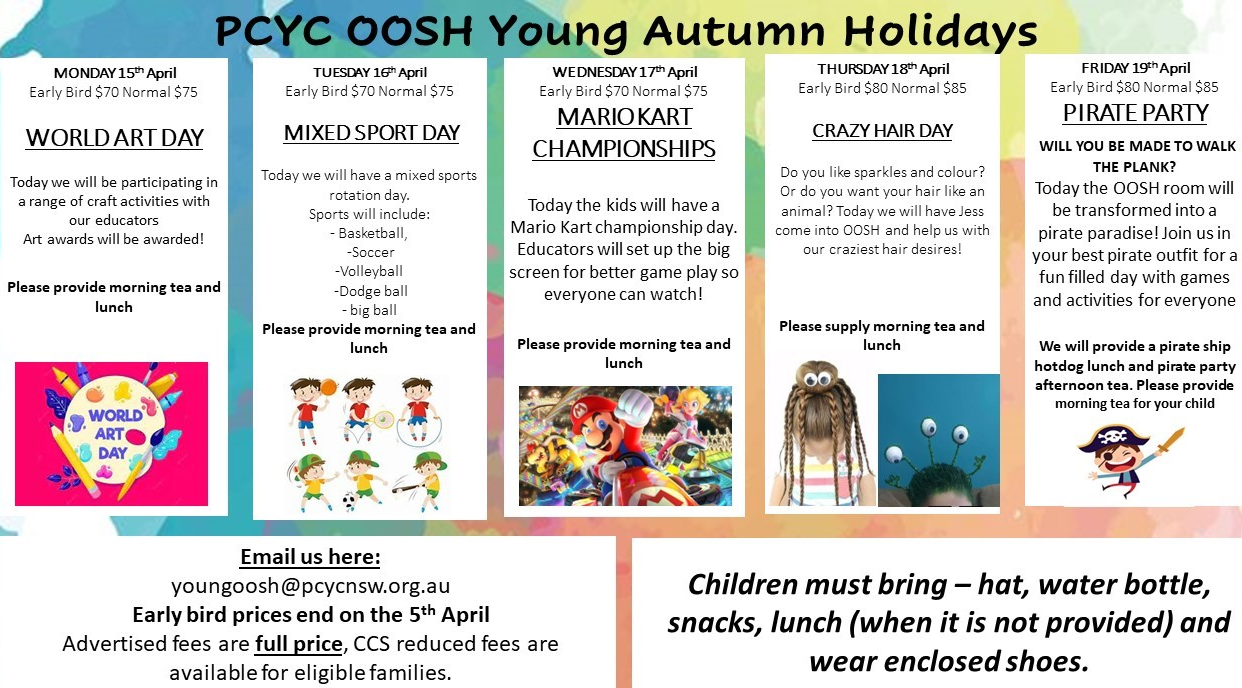 PCYC OOSH Young Autumn Holidays
MONDAY 15th April
Early Bird $70 Normal $75
WORLD ART DAY
Today we will be participating in
a range of craft activities with
our educators
Art awards will be awarded!
Please provide morning tea and
lunch
WORLD
ART
DAY
TUESDAY 16th April
Early Bird $70 Normal $75
MIXED SPORT DAY
Today we will have a mixed sports
rotation day.
Sports will include:
- Basketball,
-Soccer
-Volleyball
-Dodge ball
- big ball
Please provide morning tea and
lunch
WEDNESDAY 17th April
Early Bird $70 Normal $75
MARIO KART
CHAMPIONSHIPS
Today the kids will have a
Mario Kart championship day.
Educators will set up the big
screen for better game play so
everyone can watch!
Please provide morning tea and
lunch
THURSDAY 18th April
Early Bird $80 Normal $85
CRAZY HAIR DAY
Do you like sparkles and colour?
Or do you want your hair like an
animal? Today we will have Jess
come into OOSH and help us with
our craziest hair desires!
Please supply morning tea and
lunch
FRIDAY 19th April
Early Bird $80 Normal $85
PIRATE PARTY
WILL YOU BE MADE TO WALK
THE PLANK?
Today the OOSH room will
be transformed into a
pirate paradise! Join us in
your best pirate outfit for a
fun filled day with games
and activities for everyone
We will provide a pirate ship
hotdog lunch and pirate party
afternoon tea. Please provide
morning tea for your child
Email us here:
youngoosh@pcycnsw.org.au
Early bird prices end on the 5th April
Advertised fees are full price, CCS reduced fees are
available for eligible families.
Children must bring – hat, water bottle,
snacks, lunch (when it is not provided) and
wear enclosed shoes.